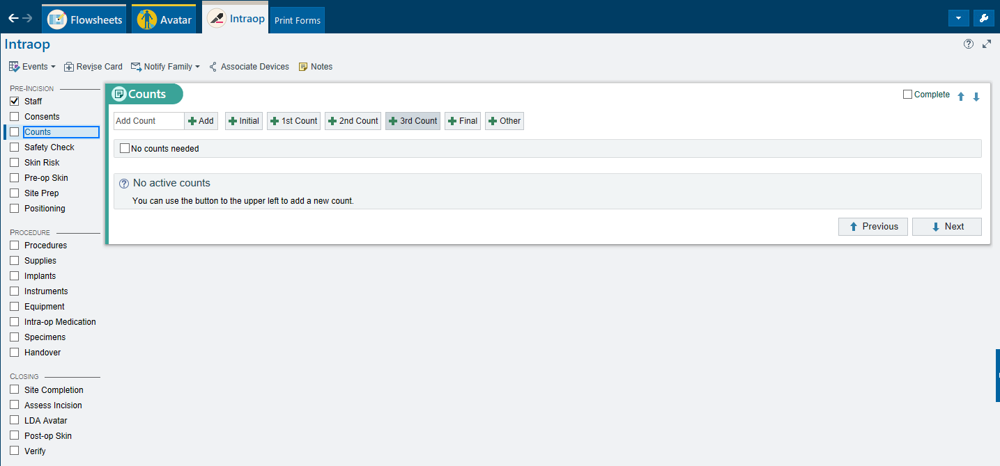 Flowsheets Avatar Intraop Print Forms
Intraop
Events Revise Card Notify Family Associate Devices Notes
PRE-INCISION
Staff
Consents
Counts
Safety Check
Skin Risk
Pre-op Skin
Site Prep
Positioning
PROCEDURE
Procedures
Supplies
Implants
Instruments
Equipment
Intra-op Medication
Specimens
Handover
CLOSING
Site Completion
Assess Incision
LDA Avatar
Post-op Skin
Verify
Counts
Complete
Add Count Add Initial 1st Count 2nd Count 3rd Count Final Other
No counts needed
No active counts
You can use the button to the upper left to add a new count.
Previous Next